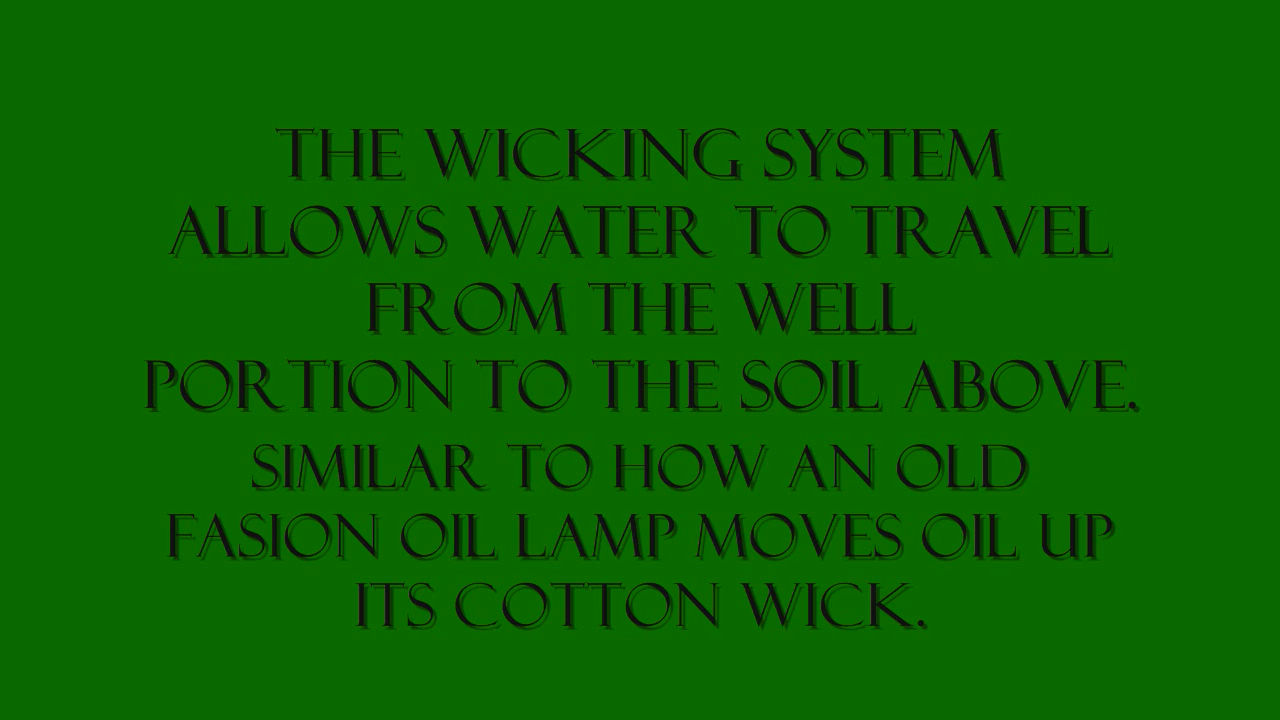 THE WICKING SYSTEM
ALLOWS WATER TO TRAVEL
FROM THE WELL
PORTION TO THE SOIL ABOVE.
SIMILAR TO HOW AN OLD
FASION OIL LAMP MOVES OIL UP
ITS COTTON WICK.